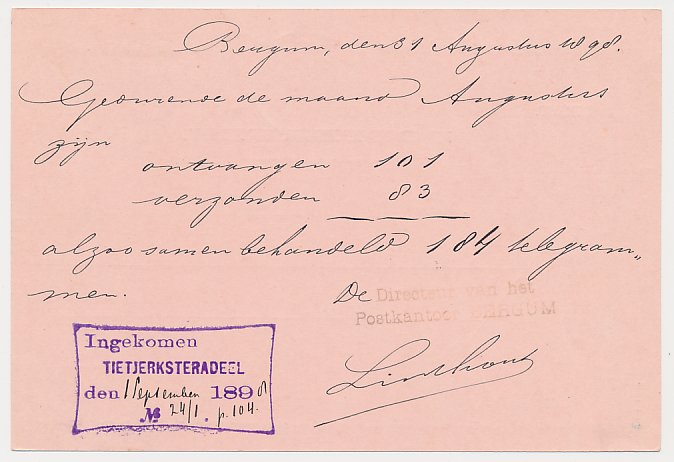 Bergum, den 31 Augustus 1898.
Gedurende de maand Augustus
zijn
ontvangen 101
verzonden 83
alzoo samen behandeld 184 telegram„
men.
De Directeur van het
Postkantoor BERGUM
Linthout
Ingekomen
TIETJERKSTERADEEL
den 1 September 1898
№ 24/1. p. 104.